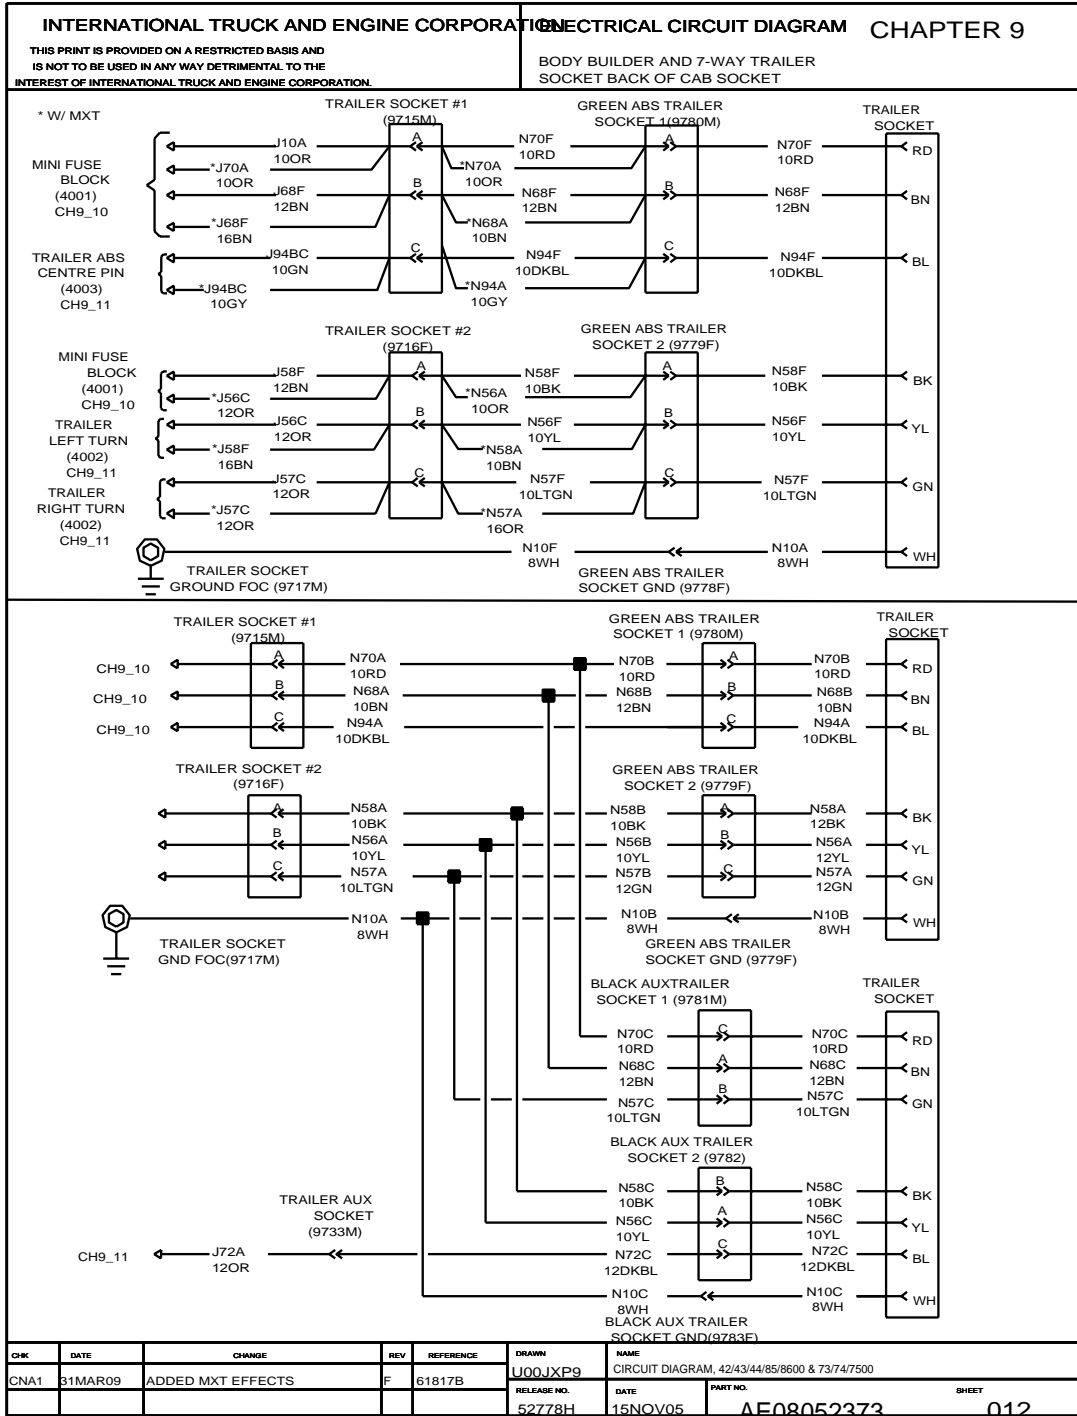 INTERNATIONAL TRUCK AND ENGINE CORPORATION
THIS PRINT IS PROVIDED ON A RESTRICTED BASIS AND
IS NOT TO BE USED IN ANY WAY DETRIMENTAL TO THE
INTEREST OF INTERNATIONAL TRUCK AND ENGINE CORPORATION.
ELECTRICAL CIRCUIT DIAGRAM
CHAPTER 9
BODY BUILDER AND 7-WAY TRAILER
SOCKET BACK OF CAB SOCKET
* W/ MXT
TRAILER SOCKET #1
(9715M)
GREEN ABS TRAILER
SOCKET 1(9780M)
TRAILER
SOCKET
MINI FUSE
BLOCK
(4001)
CH9_10
J10A
10OR
A
N70F
10RD
A
N70F
10RD
RD
*J70A
10OR
*N70A
10OR
J68F
12BN
B
N68F
12BN
B
N68F
12BN
BN
*J68F
16BN
*N68A
10BN
TRAILER ABS
CENTRE PIN
(4003)
CH9_11
J94BC
10GN
C
N94F
10DKBL
C
N94F
10DKBL
BL
*J94BC
10GY
*N94A
10GY
TRAILER SOCKET #2
(9716F)
GREEN ABS TRAILER
SOCKET 2 (9779F)
MINI FUSE
BLOCK
(4001)
CH9_10
J58F
12BN
A
N58F
10BK
A
N58F
10BK
BK
*J56C
12OR
*N56A
10OR
TRAILER
LEFT TURN
(4002)
CH9_11
J56C
12OR
B
N56F
10YL
B
N56F
10YL
YL
*J58F
16BN
*N58A
10BN
TRAILER
RIGHT TURN
(4002)
CH9_11
J57C
12OR
C
N57F
10LTGN
C
N57F
10LTGN
GN
*J57C
12OR
*N57A
16OR
N10F
8WH
N10A
8WH
WH
TRAILER SOCKET
GROUND FOC (9717M)
GREEN ABS TRAILER
SOCKET GND (9778F)
TRAILER SOCKET #1
(9715M)
GREEN ABS TRAILER
SOCKET 1 (9780M)
TRAILER
SOCKET
CH9_10
A
N70A
10RD
N70B
10RD
A
N70B
10RD
RD
CH9_10
B
N68A
10BN
N68B
12BN
B
N68B
10BN
BN
CH9_10
C
N94A
10DKBL
C
N94A
10DKBL
BL
TRAILER SOCKET #2
(9716F)
GREEN ABS TRAILER
SOCKET 2 (9779F)
A
N58A
10BK
N58B
10BK
A
N58A
12BK
BK
B
N56A
10YL
N56B
10YL
B
N56A
12YL
YL
C
N57A
10LTGN
N57B
12GN
C
N57A
12GN
GN
N10A
8WH
N10B
8WH
N10B
8WH
WH
TRAILER SOCKET
GND FOC(9717M)
GREEN ABS TRAILER
SOCKET GND (9779F)
BLACK AUXTRAILER
SOCKET 1 (9781M)
TRAILER
SOCKET
N70C
10RD
C
N70C
10RD
RD
N68C
12BN
A
N68C
12BN
BN
N57C
10LTGN
B
N57C
10LTGN
GN
BLACK AUX TRAILER
SOCKET 2 (9782)
N58C
10BK
B
N58C
10BK
BK
TRAILER AUX
SOCKET
(9733M)
N56C
10YL
A
N56C
10YL
YL
CH9_11
J72A
12OR
N72C
12DKBL
C
N72C
12DKBL
BL
N10C
8WH
N10C
8WH
WH
BLACK AUX TRAILER
SOCKET GND(9783F)
CHK DATE CHANGE REV REFERENCE
CNA1 31MAR09 ADDED MXT EFFECTS F 61817B
DRAWN
U00JXP9
NAME
CIRCUIT DIAGRAM, 42/43/44/85/8600 & 73/74/7500
RELEASE NO.
52778H
DATE
15NOV05
PART NO.
AE08052373
SHEET
012